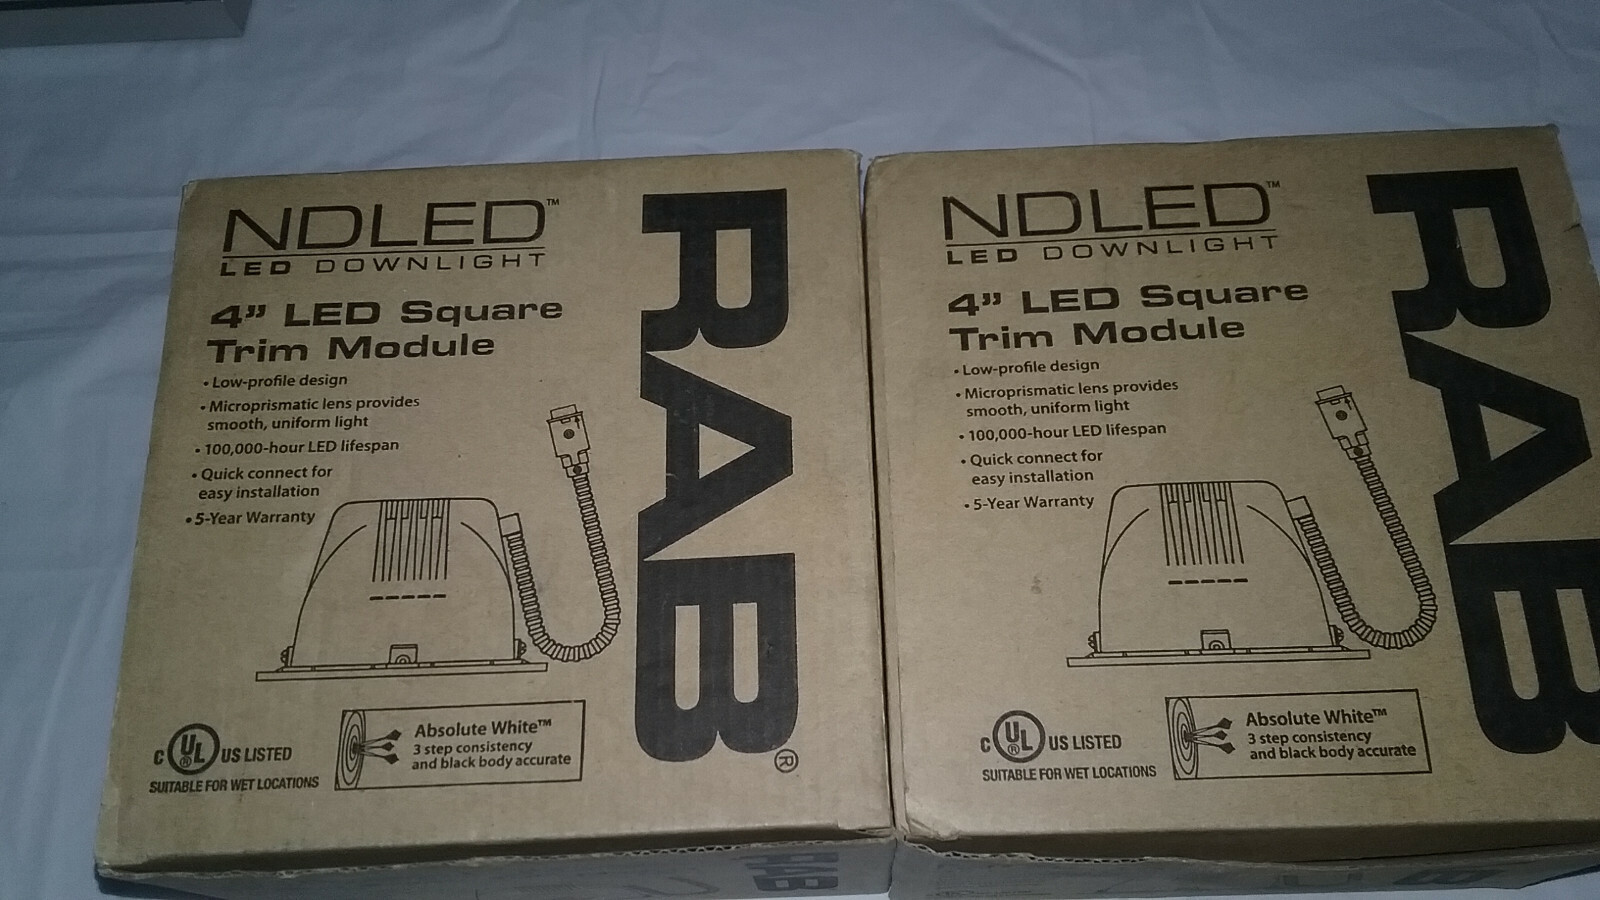 NDLED™
LED DOWNLIGHT
4” LED Square
Trim Module
• Low-profile design
• Microprismatic lens provides
smooth, uniform light
• 100,000-hour LED lifespan
• Quick connect for
easy installation
• 5-Year Warranty
RAB®
C UL® US LISTED
SUITABLE FOR WET LOCATIONS
Absolute White™
3 step consistency
and black body accurate
RAB
NDLED™
LED DOWNLIGHT
4” LED Square
Trim Module
• Low-profile design
• Microprismatic lens provides
smooth, uniform light
• 100,000-hour LED lifespan
• Quick connect for
easy installation
• 5-Year Warranty
RAB
C UL® US LISTED
SUITABLE FOR WET LOCATIONS
Absolute White™
3 step consistency
and black body accurate